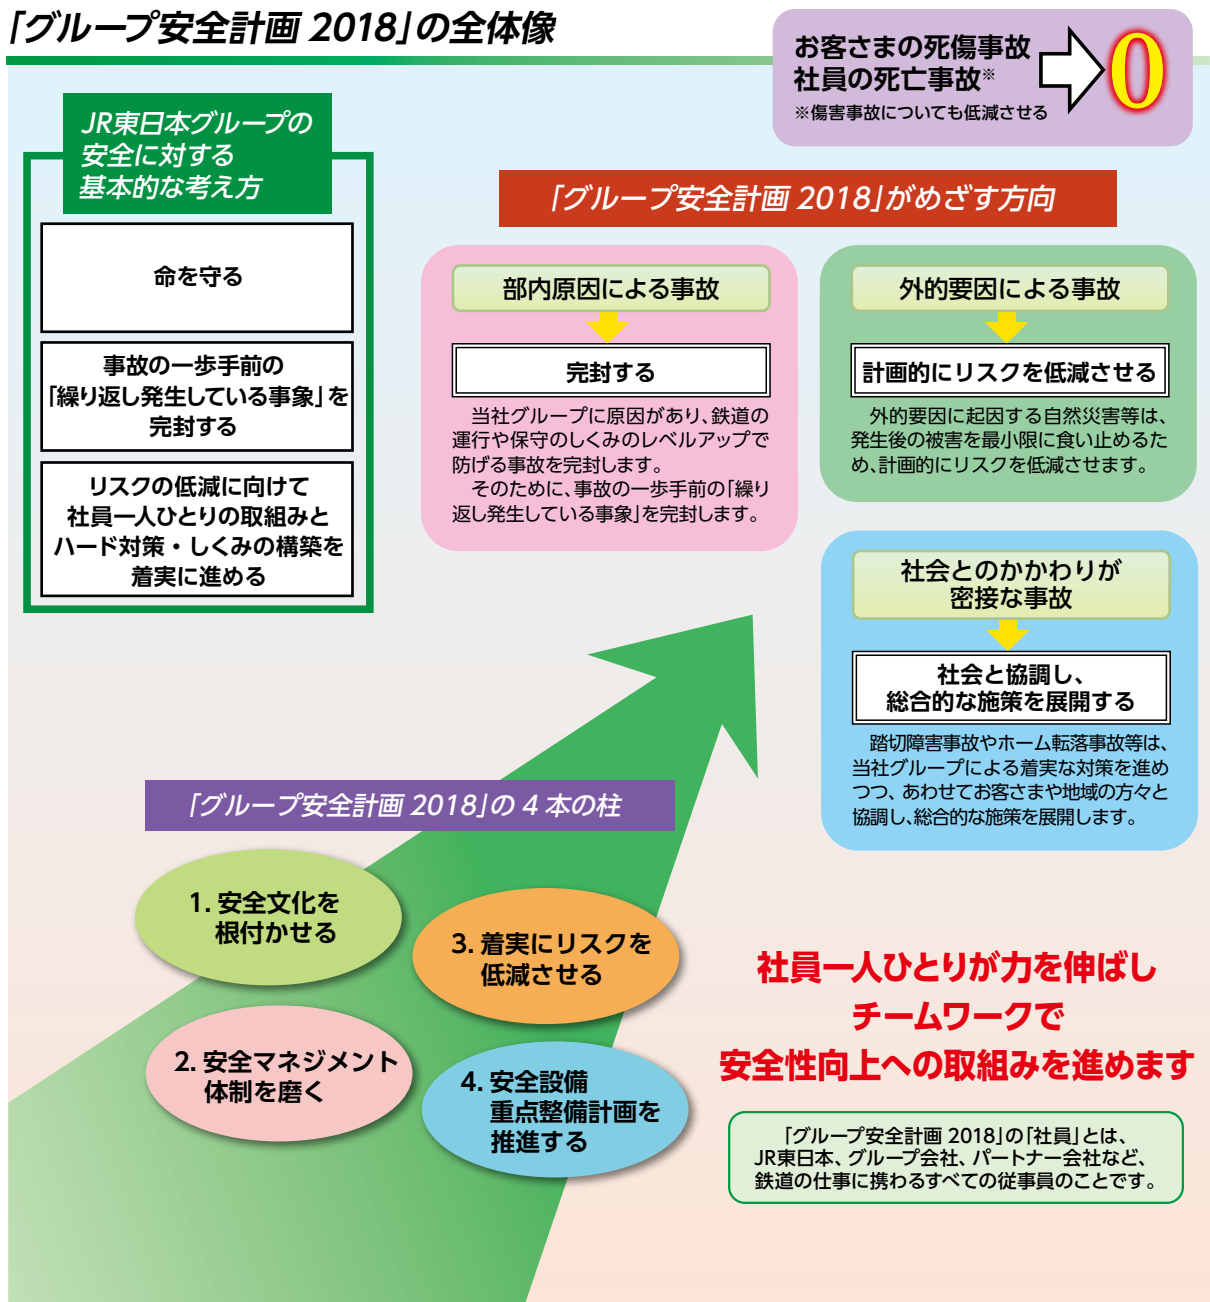 「グループ安全計画 2018」の全体像
お客さまの死傷事故
社員の死亡事故※
※傷害事故についても低減させる
0
JR東日本グループの
安全に対する
基本的な考え方
命を守る
事故の一歩手前の
「繰り返し発生している事象」を
完封する
リスクの低減に向けて
社員一人ひとりの取組みと
ハード対策・しくみの構築を
着実に進める
「グループ安全計画 2018」がめざす方向
部内原因による事故
完封する
当社グループに原因があり、鉄道の
運行や保守のしくみのレベルアップで
防げる事故を完封します。
そのために、事故の一歩手前の「繰り
返し発生している事象」を完封します。
外的要因による事故
計画的にリスクを低減させる
外的要因に起因する自然災害等は、
発生後の被害を最小限に食い止めるた
め、計画的にリスクを低減させます。
社会とのかかわりが
密接な事故
社会と協調し、
総合的な施策を展開する
踏切障害事故やホーム転落事故等は、
当社グループによる着実な対策を進め
つつ、あわせてお客さまや地域の方々と
協調し、総合的な施策を展開します。
「グループ安全計画 2018」の 4 本の柱
1. 安全文化を
根付かせる
2. 安全マネジメント
体制を磨く
3. 着実にリスクを
低減させる
4. 安全設備
重点整備計画を
推進する
社員一人ひとりが力を伸ばし
チームワークで
安全性向上への取組みを進めます
「グループ安全計画 2018」の「社員」とは、
JR東日本、グループ会社、パートナー会社など、
鉄道の仕事に携わるすべての従事員のことです。